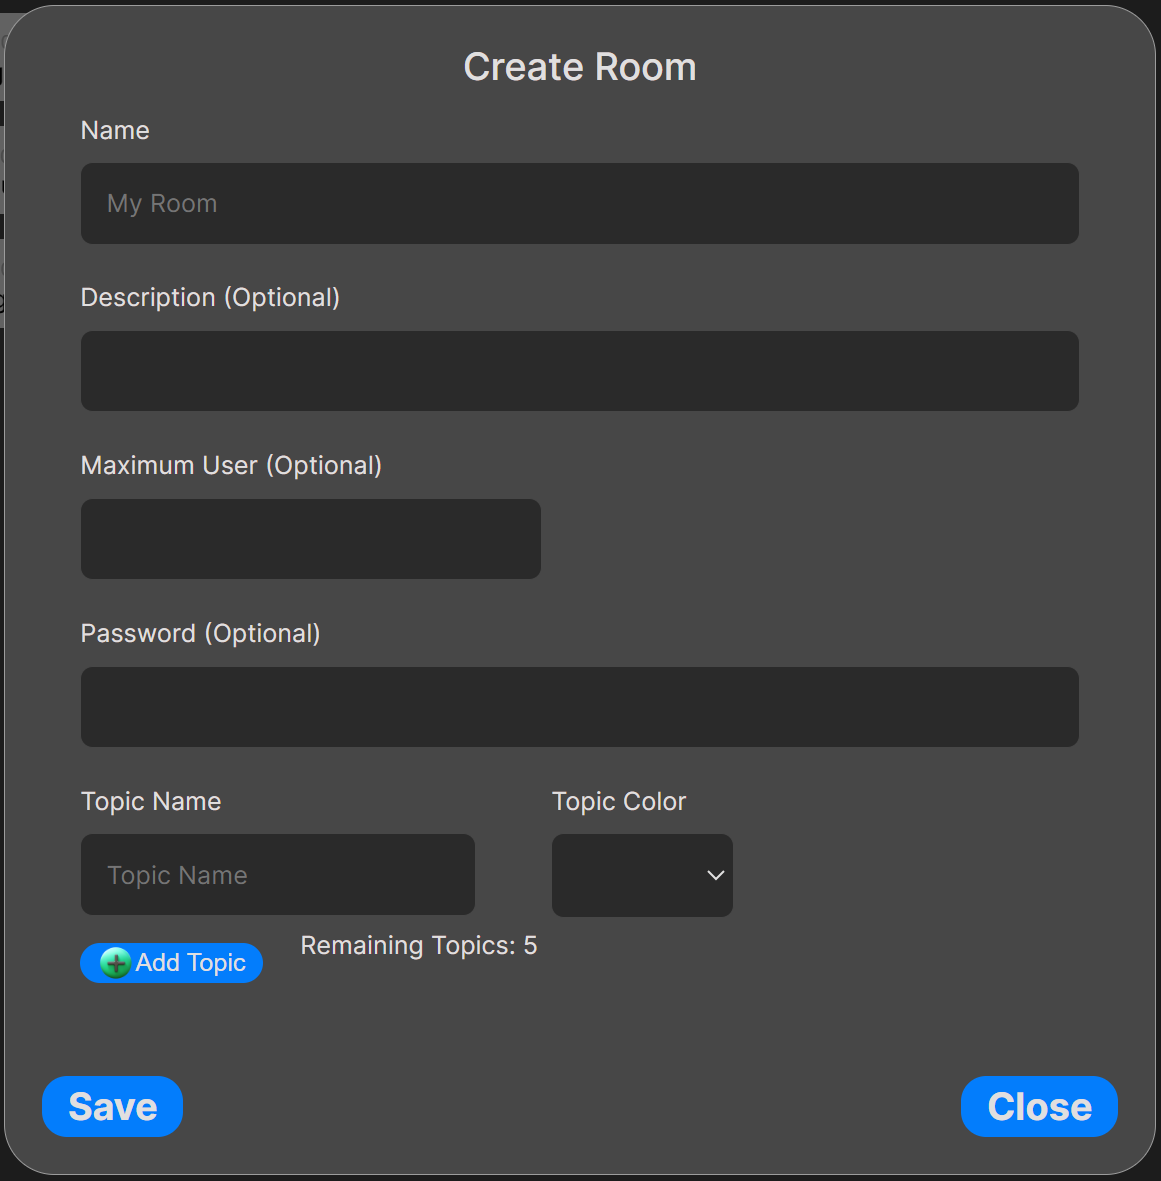 Create Room
Name
My Room
Description (Optional)
Maximum User (Optional)
Password (Optional)
Topic Name
Topic Color
Topic Name
Add Topic
Remaining Topics: 5
Save
Close